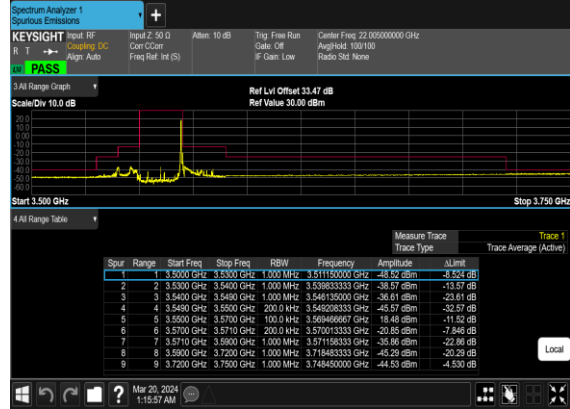 Spectrum Analyzer 1
Spurious Emissions
+
KEYSIGHT Input: RF Input Z: 50 Ω Atten: 10 dB Trig: Free Run Center Freq: 22.005000000 GHz
R T Coupling: DC Corr CCorr Gate: Off Avg|Hold: 100/100
Align: Auto Freq Ref: Int (S) IF Gain: Low Radio Std: None
PASS
3 All Range Graph
Ref Lvl Offset 33.47 dB
Scale/Div 10.0 dB Ref Value 30.00 dBm
20.0
10.0
0.00
-10.0
-20.0
-30.0
-40.0
-50.0
-60.0
Start 3.500 GHz Stop 3.750 GHz
4 All Range Table
Measure Trace Trace 1
Trace Type Trace Average (Active)
Spur Range Start Freq Stop Freq RBW Frequency Amplitude ΔLimit
1 1 3.5000 GHz 3.5300 GHz 1.000 MHz 3.511150000 GHz -48.52 dBm -8.524 dB
2 2 3.5300 GHz 3.5400 GHz 1.000 MHz 3.539833333 GHz -38.57 dBm -13.57 dB
3 3 3.5400 GHz 3.5490 GHz 1.000 MHz 3.546135000 GHz -36.61 dBm -23.61 dB
4 4 3.5490 GHz 3.5500 GHz 200.0 kHz 3.549208333 GHz -45.57 dBm -32.57 dB
5 5 3.5500 GHz 3.5700 GHz 100.0 kHz 3.569466667 GHz 18.48 dBm -11.52 dB
6 6 3.5700 GHz 3.5710 GHz 200.0 kHz 3.570013333 GHz -20.85 dBm -7.846 dB
7 7 3.5710 GHz 3.5900 GHz 1.000 MHz 3.571158333 GHz -35.86 dBm -22.86 dB
8 8 3.5900 GHz 3.7200 GHz 1.000 MHz 3.718483333 GHz -45.29 dBm -20.29 dB
9 9 3.7200 GHz 3.7500 GHz 1.000 MHz 3.748450000 GHz -44.53 dBm -4.530 dB
Local
? Mar 20, 2024
1:15:57 AM